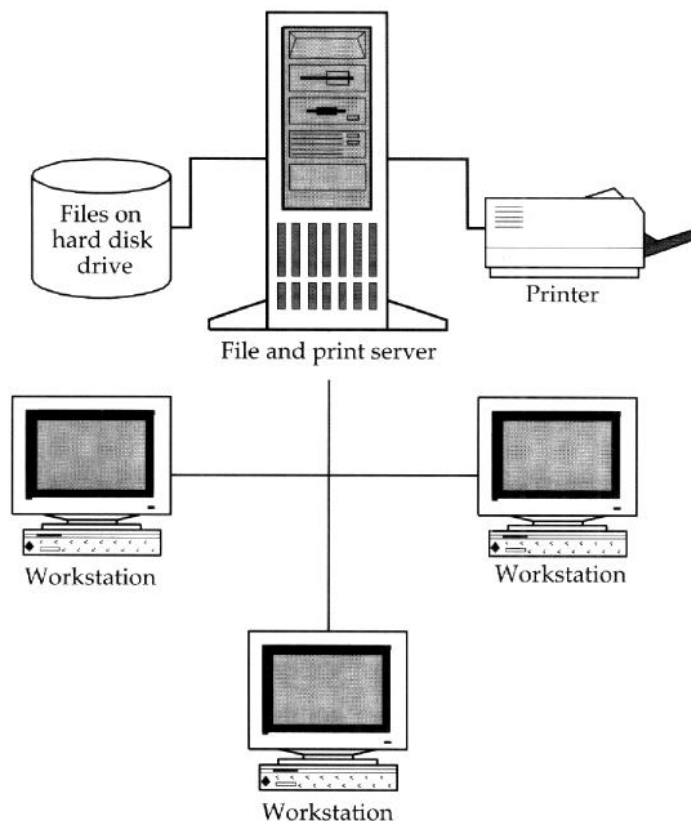 Files on
hard disk
drive
Printer
File and print server
Workstation
Workstation
Workstation